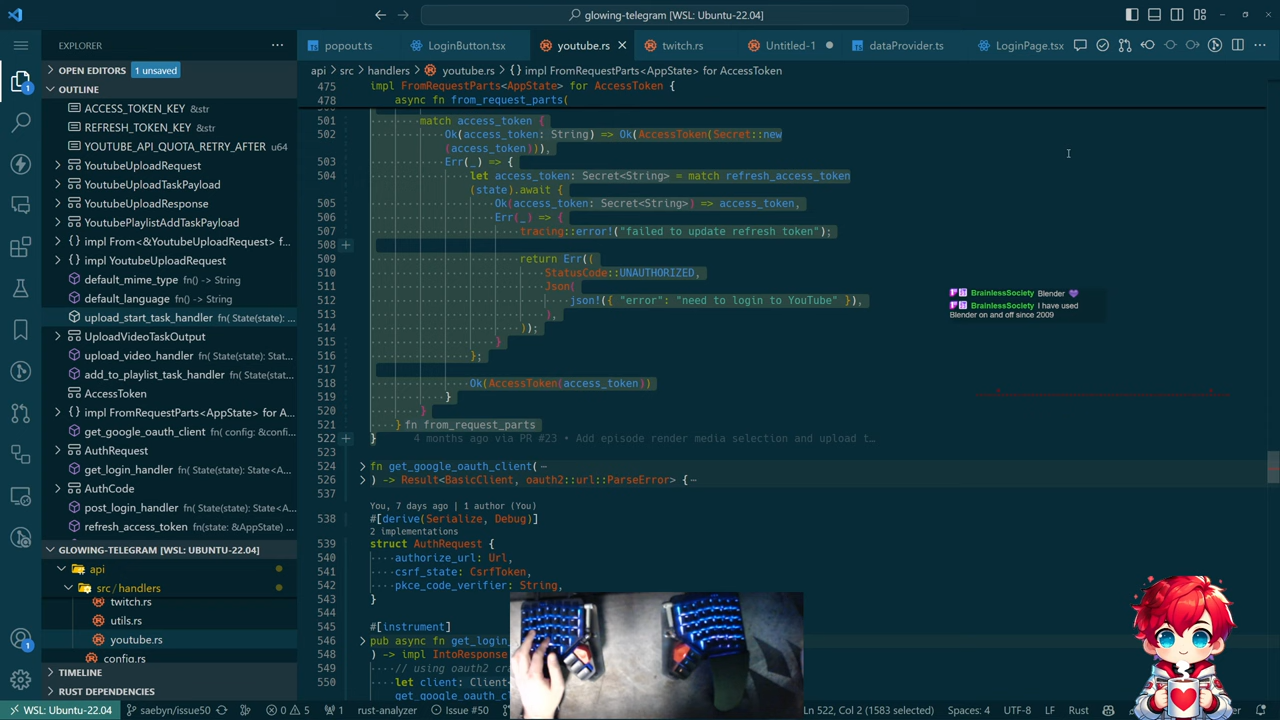 glowing-telegram [WSL: Ubuntu-22.04]
EXPLORER
popout.ts
LoginButton.tsx
youtube.rs
twitch.rs
Untitled-1
dataProvider.ts
LoginPage.tsx
OPEN EDITORS 1 unsaved
OUTLINE
ACCESS_TOKEN_KEY &str
REFRESH_TOKEN_KEY &str
YOUTUBE_API_QUOTA_RETRY_AFTER u64
YoutubeUploadRequest
YoutubeUploadTaskPayload
YoutubeUploadResponse
YoutubePlaylistAddTaskPayload
impl From<&YoutubeUploadRequest> f...
impl YoutubeUploadRequest
default_mime_type fn() -> String
default_language fn() -> String
upload_start_task_handler fn( State(state): ...
UploadVideoTaskOutput
upload_video_handler fn( State(state): Stat...
add_to_playlist_task_handler fn( State(...
AccessToken
impl FromRequestParts<AppState> for A...
get_google_oauth_client fn( config: &confi...
AuthRequest
get_login_handler fn( State(state): State<...
AuthCode
post_login_handler fn( State(state): State...
refresh_access_token fn(state: &AppState)...
GLOWING-TELEGRAM [WSL: UBUNTU-22.04]
api
src/handlers
twitch.rs
utils.rs
youtube.rs
config.rs
TIMELINE
RUST DEPENDENCIES
api > src > handlers > youtube.rs > {} impl FromRequestParts<AppState> for AccessToken
475 impl FromRequestParts<AppState> for AccessToken {
478 async fn from_request_parts(
501 match access_token {
502 Ok(access_token: String) => Ok(AccessToken(Secret::new
(access_token))),
503 Err(_) => {
504 let access_token: Secret<String> = match refresh_access_token
(state).await {
505 Ok(access_token: Secret<String>) => access_token,
506 Err(_) => {
507 tracing::error!("failed to update refresh token");
508
509 return Err((
510 StatusCode::UNAUTHORIZED,
511 Json(
512 json!({ "error": "need to login to YouTube" }),
513 ),
514 ));
515 }
516 };
517
518 Ok(AccessToken(access_token))
519 }
520 }
521 } fn from_request_parts
522 } 4 months ago via PR #23 • Add episode render media selection and upload t…
523
524 fn get_google_oauth_client(
526 ) -> Result<BasicClient, oauth2::url::ParseError> {
537
You, 7 days ago | 1 author (You)
538 #[derive(Serialize, Debug)]
2 implementations
539 struct AuthRequest {
540 authorize_url: Url,
541 csrf_state: CsrfToken,
542 pkce_code_verifier: String,
543 }
544
545 #[instrument]
546 pub async fn get_login_
548 ) -> impl IntoResponse
549 // using oauth2 cr
550 let client: Client
get_google_oauth_c
BrainlessSociety Blender 💜
BrainlessSociety I have used
Blender on and off since 2009
WSL: Ubuntu-22.04
saebyn/issue50
0
5
1
rust-analyzer
Issue #50
Ln 522, Col 2 (1583 selected)
Spaces: 4
UTF-8
LF
Rust